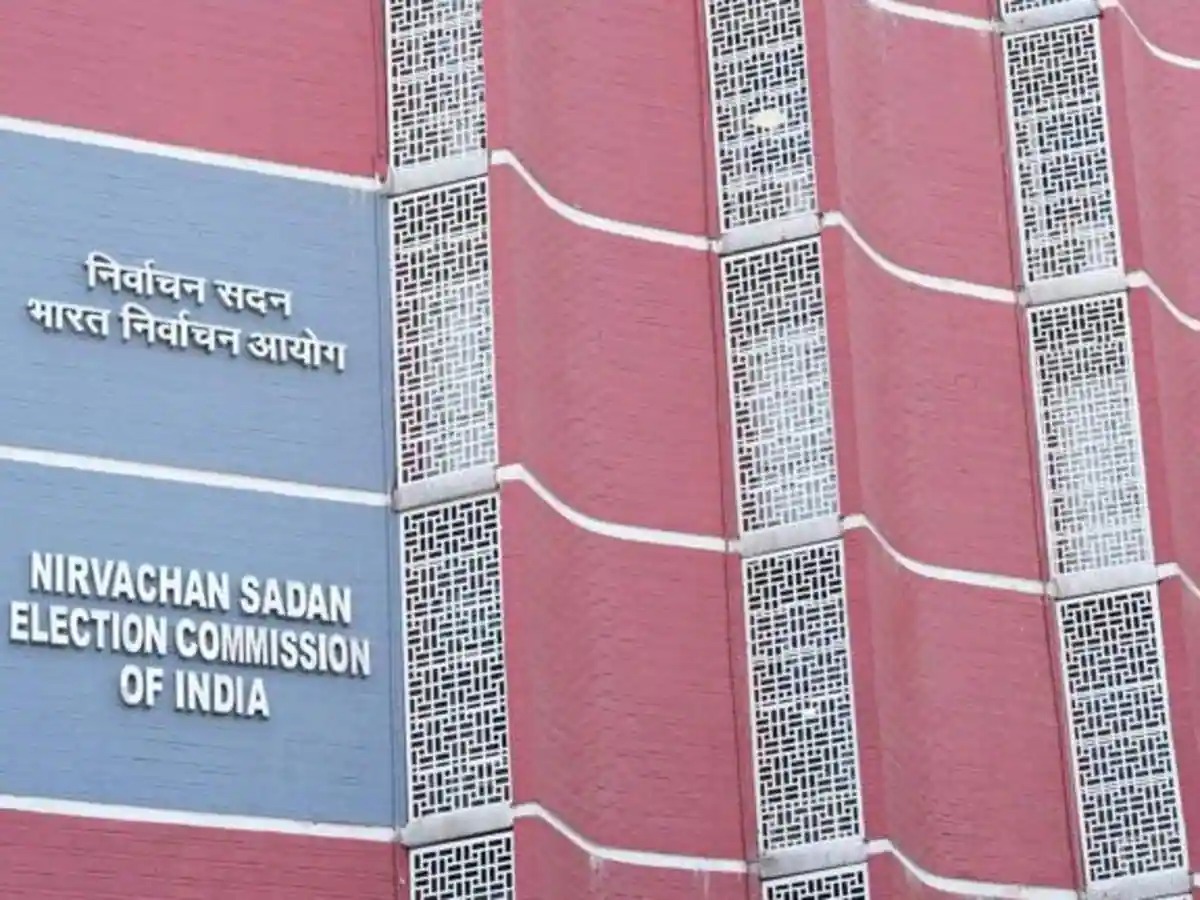 निर्वाचन सदन
भारत निर्वाचन आयोग
NIRVACHAN SADAN
ELECTION COMMISSION
OF INDIA